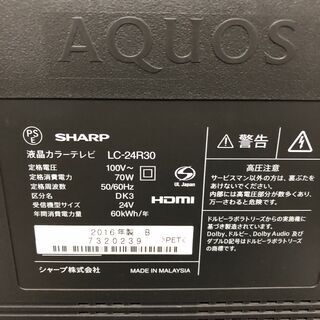 AQUOS
PS
E
SHARP
液晶カラーテレビ LC-24R30
定格電圧 100V~
定格消費電力 70W
定格周波数 50/60Hz
区分名 DK3
受信機型サイズ 24V
年間消費電力量 60kWh/年
UL Japan
HDMI
2016年製 B
7320239
>PET<
シャープ株式会社 MADE IN MALAYSIA
警告
高圧注意
サービスマン以外の方は、裏ぶたを
あけないでください。
内部には高電圧部分が数多くあり、
万一さわると危険です。
ドルビーラボラトリーズからの実施権に
基づき製造されています。
Dolby、ドルビー、Dolby Audio 及び
ダブルD記号はドルビーラボラトリーズ
の商標です。